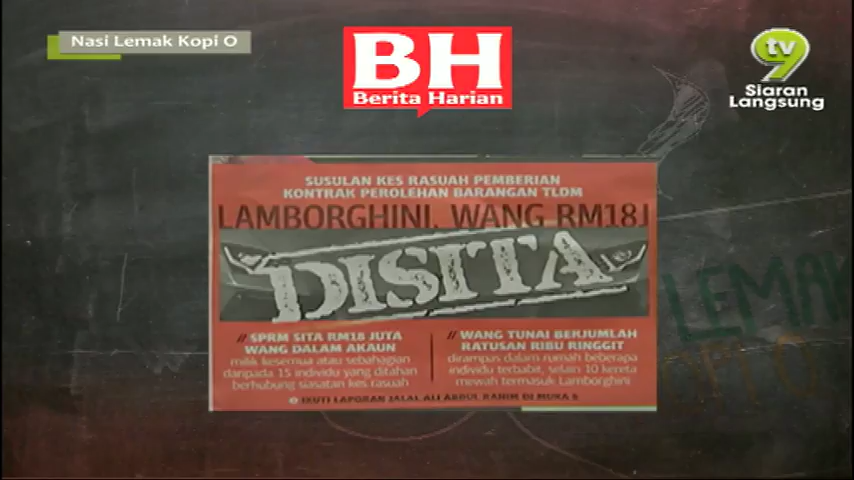 Nasi Lemak Kopi O
BH
Berita Harian
tv9
Siaran
Langsung
SUSULAN KES RASUAH PEMBERIAN
KONTRAK PEROLEHAN BARANGAN TLDM
LAMBORGHINI, WANG RM18J
DISITA
// SPRM SITA RM18 JUTA
WANG DALAM AKAUN
milik kesemua atau sebahagian
daripada 15 individu yang ditahan
berhubung siasatan kes rasuah
// WANG TUNAI BERJUMLAH
RATUSAN RIBU RINGGIT
dirampas dalam rumah beberapa
individu terbabit, selain 10 kereta
mewah termasuk Lamborghini
IKUTI LAPORAN JALAL ALI ABDUL RAHIM DI MUKA 6
LEMAK